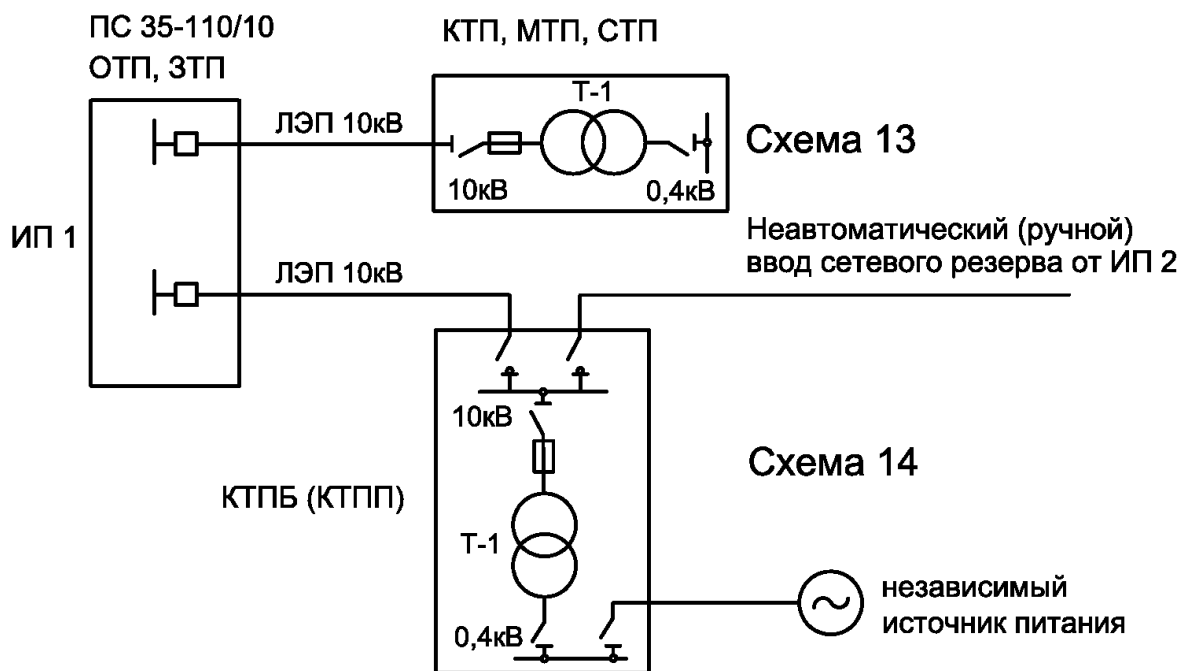 ПС 35-110/10
ОТП, ЗТП
КТП, МТП, СТП
Т-1
ЛЭП 10кВ
Схема 13
10кВ
0,4кВ
ИП 1
Неавтоматический (ручной)
ввод сетевого резерва от ИП 2
ЛЭП 10кВ
10кВ
Схема 14
КТПБ (КТПП)
Т-1
независимый
источник питания
0,4кВ